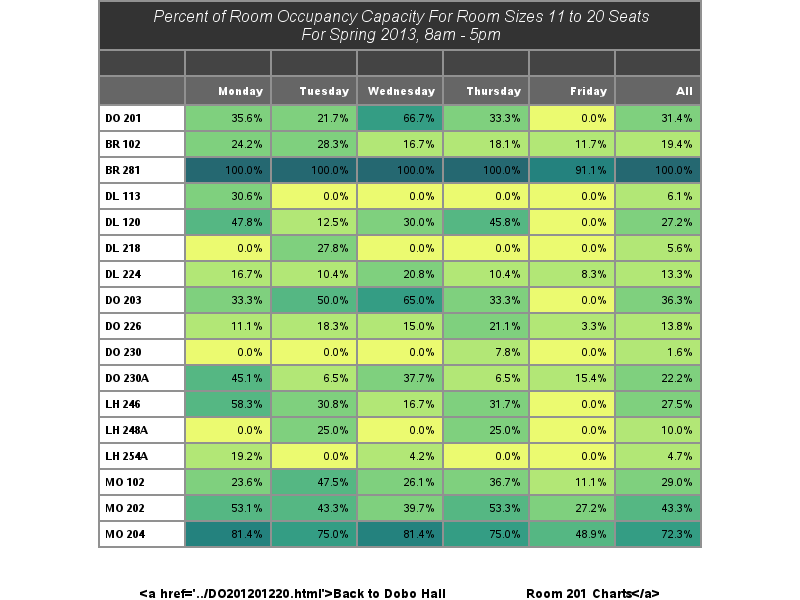 Percent of Room Occupancy Capacity For Room Sizes 11 to 20 Seats
For Spring 2013, 8am - 5pm
Monday Tuesday Wednesday Thursday Friday All
DO 201 35.6% 21.7% 66.7% 33.3% 0.0% 31.4%
BR 102 24.2% 28.3% 16.7% 18.1% 11.7% 19.4%
BR 281 100.0% 100.0% 100.0% 100.0% 91.1% 100.0%
DL 113 30.6% 0.0% 0.0% 0.0% 0.0% 6.1%
DL 120 47.8% 12.5% 30.0% 45.8% 0.0% 27.2%
DL 218 0.0% 27.8% 0.0% 0.0% 0.0% 5.6%
DL 224 16.7% 10.4% 20.8% 10.4% 8.3% 13.3%
DO 203 33.3% 50.0% 65.0% 33.3% 0.0% 36.3%
DO 226 11.1% 18.3% 15.0% 21.1% 3.3% 13.8%
DO 230 0.0% 0.0% 0.0% 7.8% 0.0% 1.6%
DO 230A 45.1% 6.5% 37.7% 6.5% 15.4% 22.2%
LH 246 58.3% 30.8% 16.7% 31.7% 0.0% 27.5%
LH 248A 0.0% 25.0% 0.0% 25.0% 0.0% 10.0%
LH 254A 19.2% 0.0% 4.2% 0.0% 0.0% 4.7%
MO 102 23.6% 47.5% 26.1% 36.7% 11.1% 29.0%
MO 202 53.1% 43.3% 39.7% 53.3% 27.2% 43.3%
MO 204 81.4% 75.0% 81.4% 75.0% 48.9% 72.3%
<a href='../DO201201220.html'>Back to Dobo Hall Room 201 Charts</a>